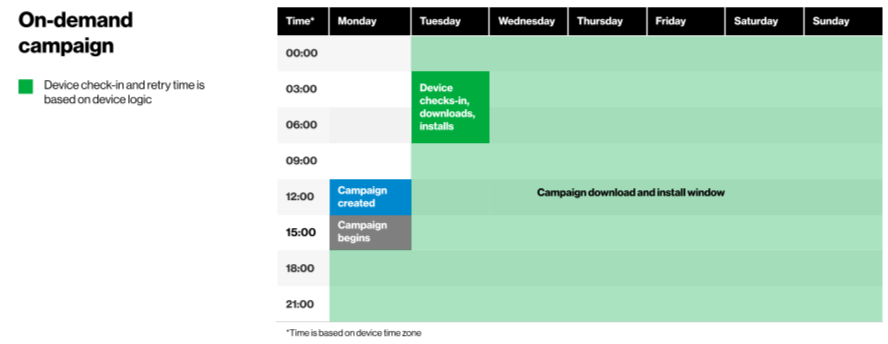 On-demand
campaign
Device check-in and retry time is
based on device logic
Time* Monday Tuesday Wednesday Thursday Friday Saturday Sunday
00:00
03:00
Device
checks-in,
downloads,
installs
06:00
09:00
12:00
Campaign
created
Campaign download and install window
15:00
Campaign
begins
18:00
21:00
*Time is based on device time zone